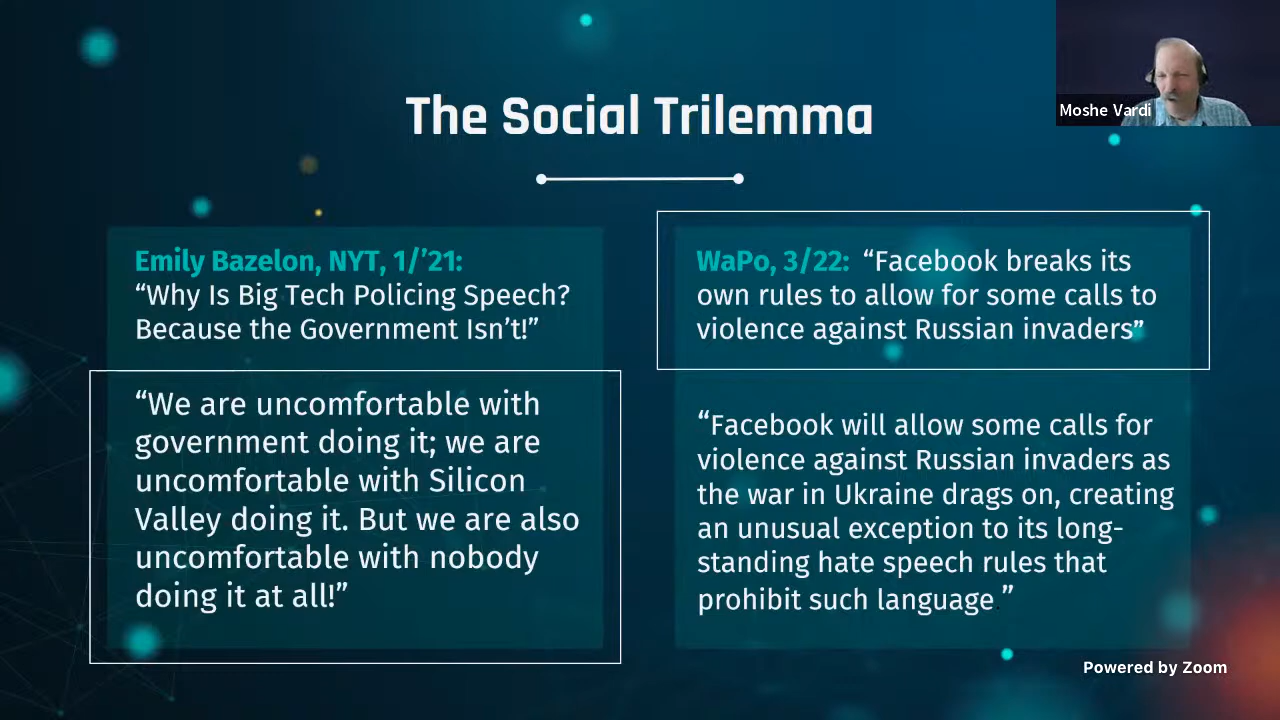 The Social Trilemma
Moshe Vardi
Emily Bazelon, NYT, 1/’21:
“Why Is Big Tech Policing Speech?
Because the Government Isn’t!”
“We are uncomfortable with
government doing it; we are
uncomfortable with Silicon
Valley doing it. But we are also
uncomfortable with nobody
doing it at all!”
WaPo, 3/22: “Facebook breaks its
own rules to allow for some calls to
violence against Russian invaders”
“Facebook will allow some calls for
violence against Russian invaders as
the war in Ukraine drags on, creating
an unusual exception to its long-
standing hate speech rules that
prohibit such language.”
Powered by Zoom